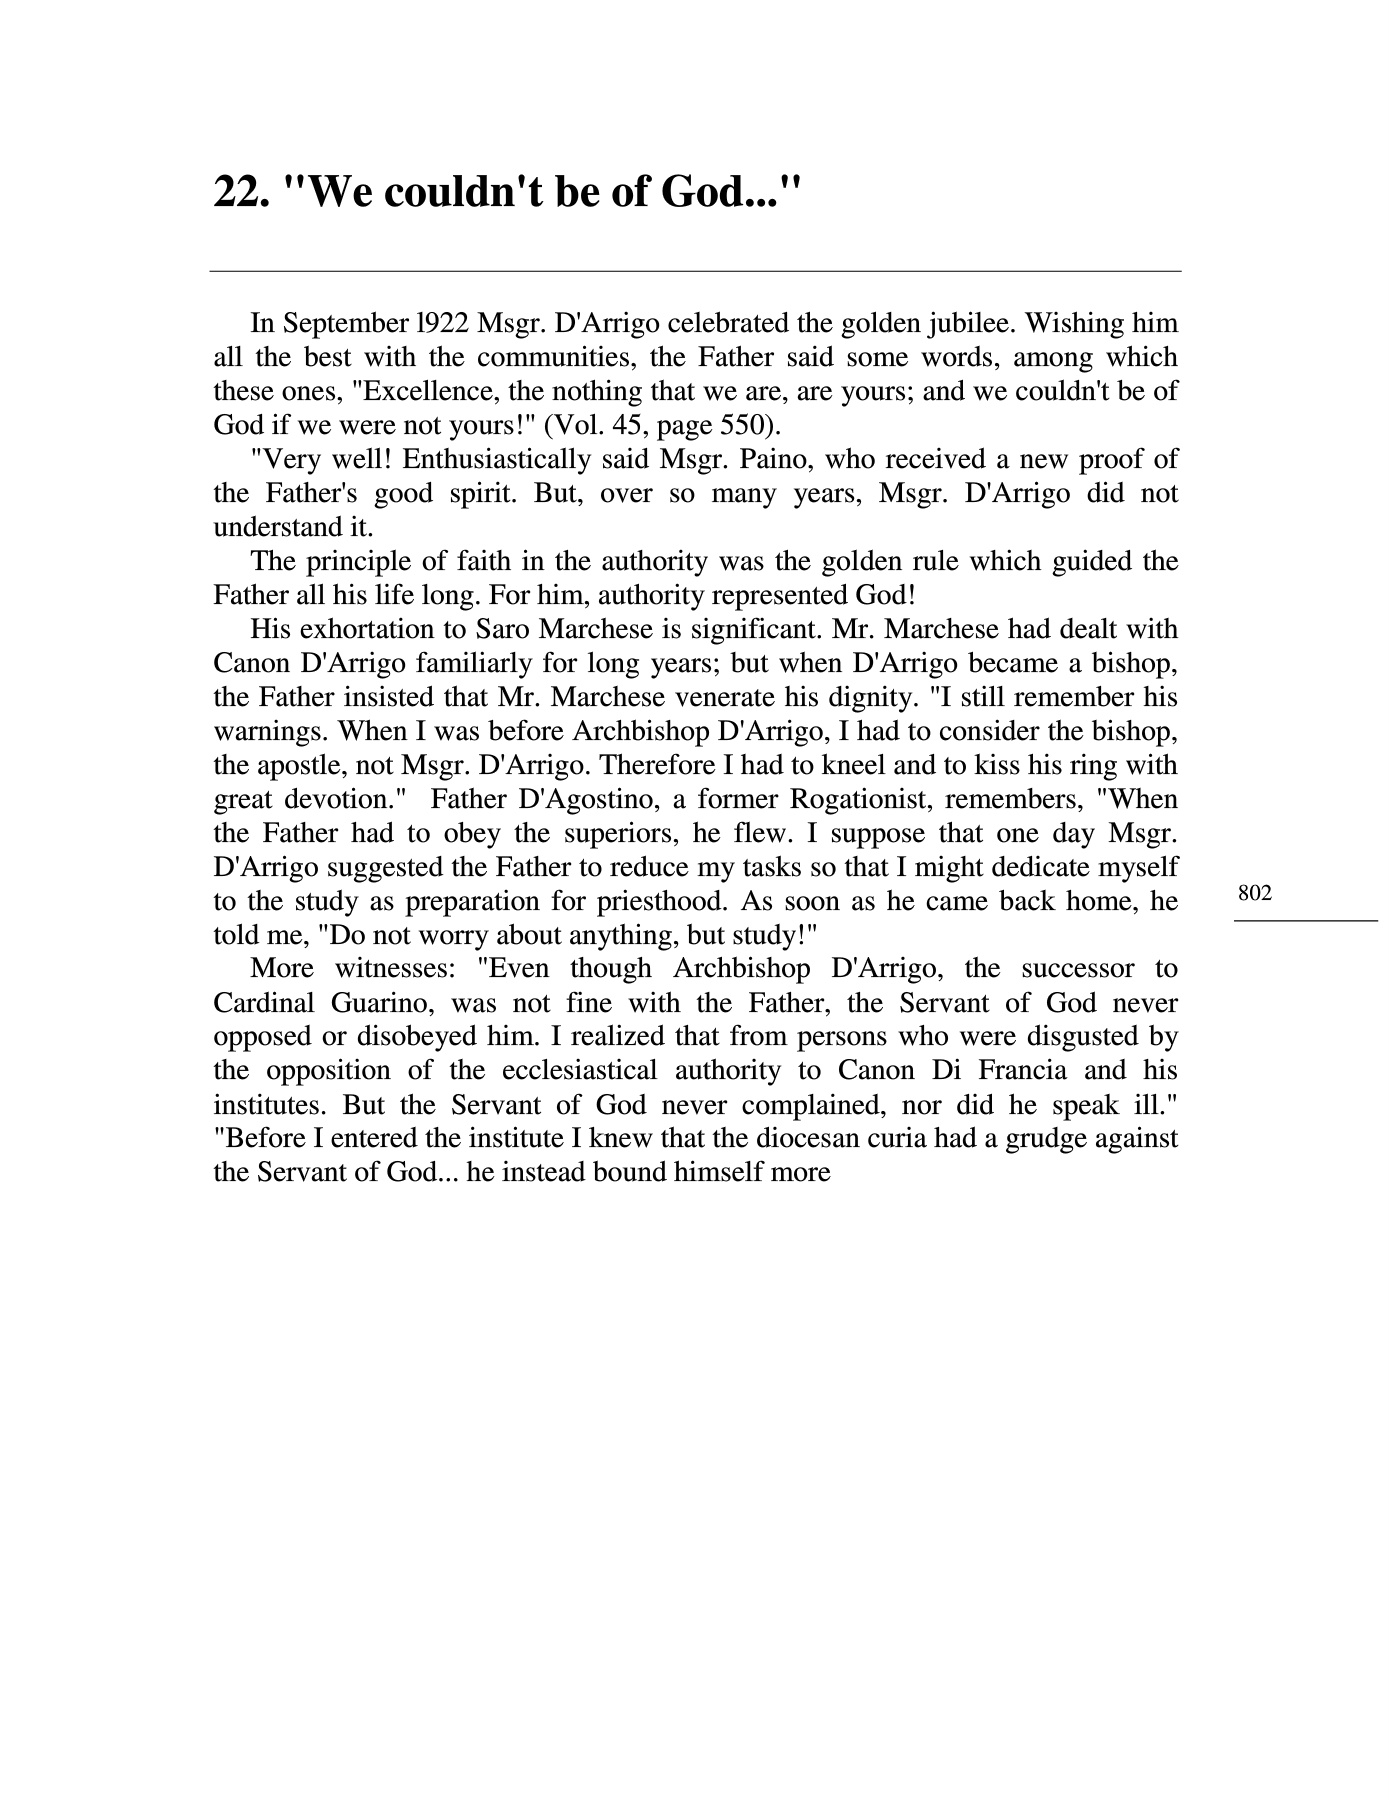 22. "We couldn't be of God..."
In September l922 Msgr. D'Arrigo celebrated the golden jubilee. Wishing him
all the best with the communities, the Father said some words, among which
these ones, "Excellence, the nothing that we are, are yours; and we couldn't be of
God if we were not yours!" (Vol. 45, page 550).
"Very well! Enthusiastically said Msgr. Paino, who received a new proof of
the Father's good spirit. But, over so many years, Msgr. D'Arrigo did not
understand it.
The principle of faith in the authority was the golden rule which guided the
Father all his life long. For him, authority represented God!
His exhortation to Saro Marchese is significant. Mr. Marchese had dealt with
Canon D'Arrigo familiarly for long years; but when D'Arrigo became a bishop,
the Father insisted that Mr. Marchese venerate his dignity. "I still remember his
warnings. When I was before Archbishop D'Arrigo, I had to consider the bishop,
the apostle, not Msgr. D'Arrigo. Therefore I had to kneel and to kiss his ring with
great devotion."  Father D'Agostino, a former Rogationist, remembers, "When
the Father had to obey the superiors, he flew. I suppose that one day Msgr.
D'Arrigo suggested the Father to reduce my tasks so that I might dedicate myself
to the study as preparation for priesthood. As soon as he came back home, he
told me, "Do not worry about anything, but study!"
More witnesses: "Even though Archbishop D'Arrigo, the successor to
Cardinal Guarino, was not fine with the Father, the Servant of God never
opposed or disobeyed him. I realized that from persons who were disgusted by
the opposition of the ecclesiastical authority to Canon Di Francia and his
institutes. But the Servant of God never complained, nor did he speak ill."
"Before I entered the institute I knew that the diocesan curia had a grudge against
the Servant of God... he instead bound himself more
802